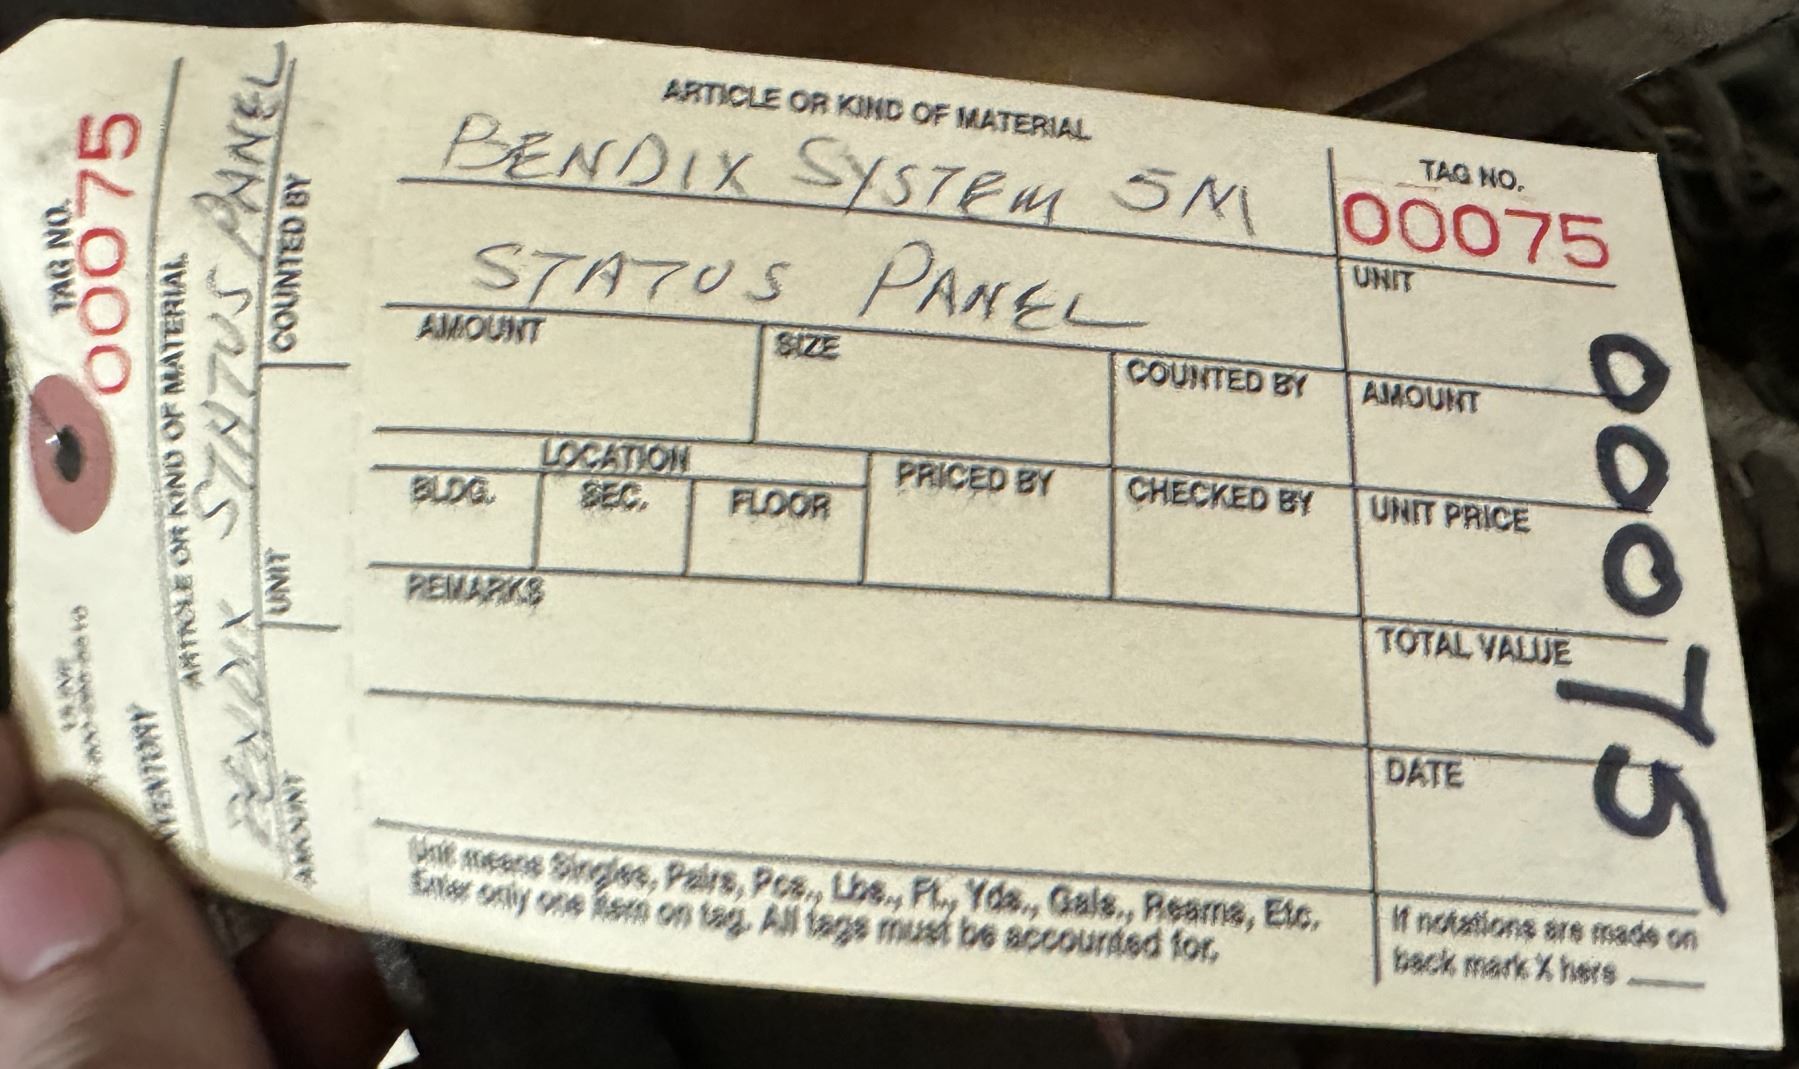 TAG NO.
00075
ARTICLE OR KIND OF MATERIAL
BENDIX STATUS PANEL
COUNTED BY
UNIT
AMOUNT
ARTICLE OR KIND OF MATERIAL
BENDIX SYSTEM 5M
STATUS PANEL
TAG NO.
00075
UNIT
AMOUNT
SIZE
COUNTED BY
AMOUNT
LOCATION
BLDG.
SEC.
FLOOR
PRICED BY
CHECKED BY
UNIT PRICE
REMARKS
TOTAL VALUE
DATE
00075
Unit means Singles, Pairs, Pcs., Lbs., Ft., Yds., Gals., Reams, Etc.
Enter only one item on tag. All tags must be accounted for.
If notations are made on
back mark X here